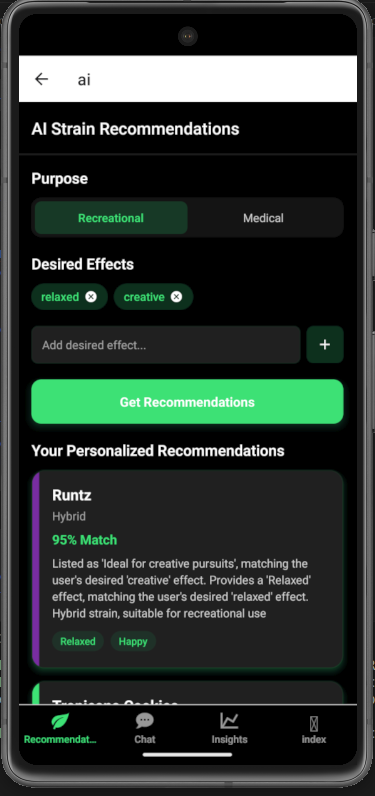 ai
AI Strain Recommendations
Purpose
Recreational Medical
Desired Effects
relaxed creative
Add desired effect...
+
Get Recommendations
Your Personalized Recommendations
Runtz
Hybrid
95% Match
Listed as 'Ideal for creative pursuits', matching the
user's desired 'creative' effect. Provides a 'Relaxed'
effect, matching the user's desired 'relaxed' effect.
Hybrid strain, suitable for recreational use
Relaxed Happy
Recommendat... Chat Insights index